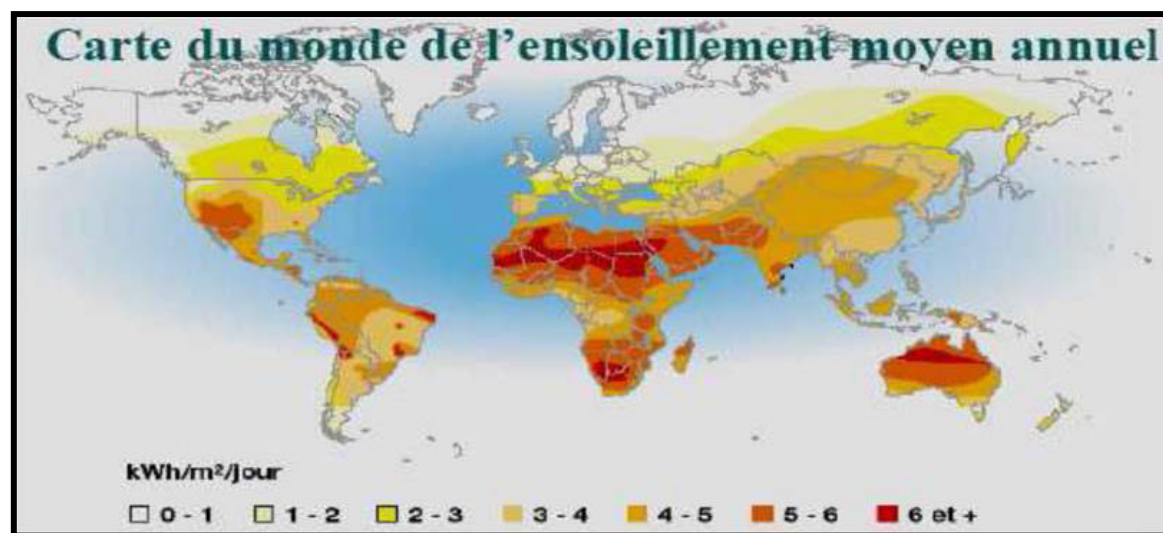 Carte du monde de l'ensoleillement moyen annuel
kWh/m²/jour
0 - 1 1 - 2 2 - 3 3 - 4 4 - 5 5 - 6 6 et +